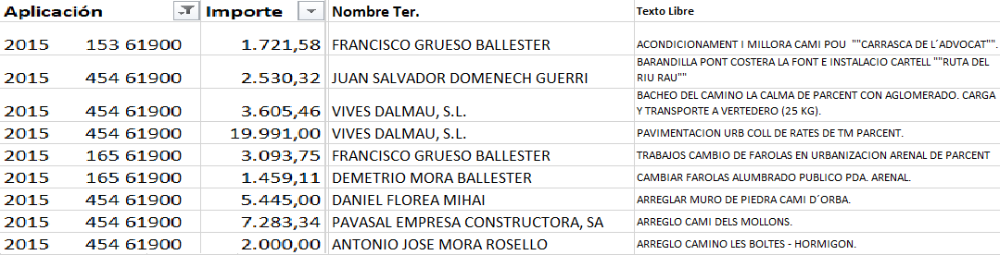 Aplicación Importe Nombre Ter. Texto Libre
2015 153 61900 1.721,58 FRANCISCO GRUESO BALLESTER ACONDICIONAMENT I MILLORA CAMI POU ""CARRASCA DE L´ADVOCAT"".
2015 454 61900 2.530,32 JUAN SALVADOR DOMENECH GUERRI BARANDILLA PONT COSTERA LA FONT E INSTALACIO CARTELL ""RUTA DEL
RIU RAU""
2015 454 61900 3.605,46 VIVES DALMAU, S.L. BACHEO DEL CAMINO LA CALMA DE PARCENT CON AGLOMERADO. CARGA
Y TRANSPORTE A VERTEDERO (25 KG).
2015 454 61900 19.991,00 VIVES DALMAU, S.L. PAVIMENTACION URB COLL DE RATES DE TM PARCENT.
2015 165 61900 3.093,75 FRANCISCO GRUESO BALLESTER TRABAJOS CAMBIO DE FAROLAS EN URBANIZACION ARENAL DE PARCENT
2015 165 61900 1.459,11 DEMETRIO MORA BALLESTER CAMBIAR FAROLAS ALUMBRADO PUBLICO PDA. ARENAL.
2015 454 61900 5.445,00 DANIEL FLOREA MIHAI ARREGLAR MURO DE PIEDRA CAMI D´ORBA.
2015 454 61900 7.283,34 PAVASAL EMPRESA CONSTRUCTORA, SA ARREGLO CAMI DELS MOLLONS.
2015 454 61900 2.000,00 ANTONIO JOSE MORA ROSELLO ARREGLO CAMINO LES BOLTES - HORMIGON.